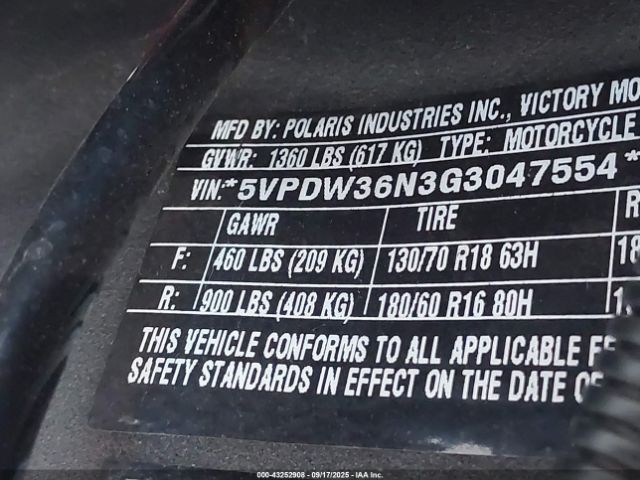 MFD BY: POLARIS INDUSTRIES INC., VICTORY MO
GVWR: 1360 LBS (617 KG) TYPE: MOTORCYCLE
VIN:*5VPDW36N3G3047554*
GAWR TIRE R
F: 460 LBS (209 KG) 130/70 R18 63H 18
R: 900 LBS (408 KG) 180/60 R16 80H
THIS VEHICLE CONFORMS TO ALL APPLICABLE
SAFETY STANDARDS IN EFFECT ON THE DATE
000-43252908 | 09/17/2025 | IAA Inc.